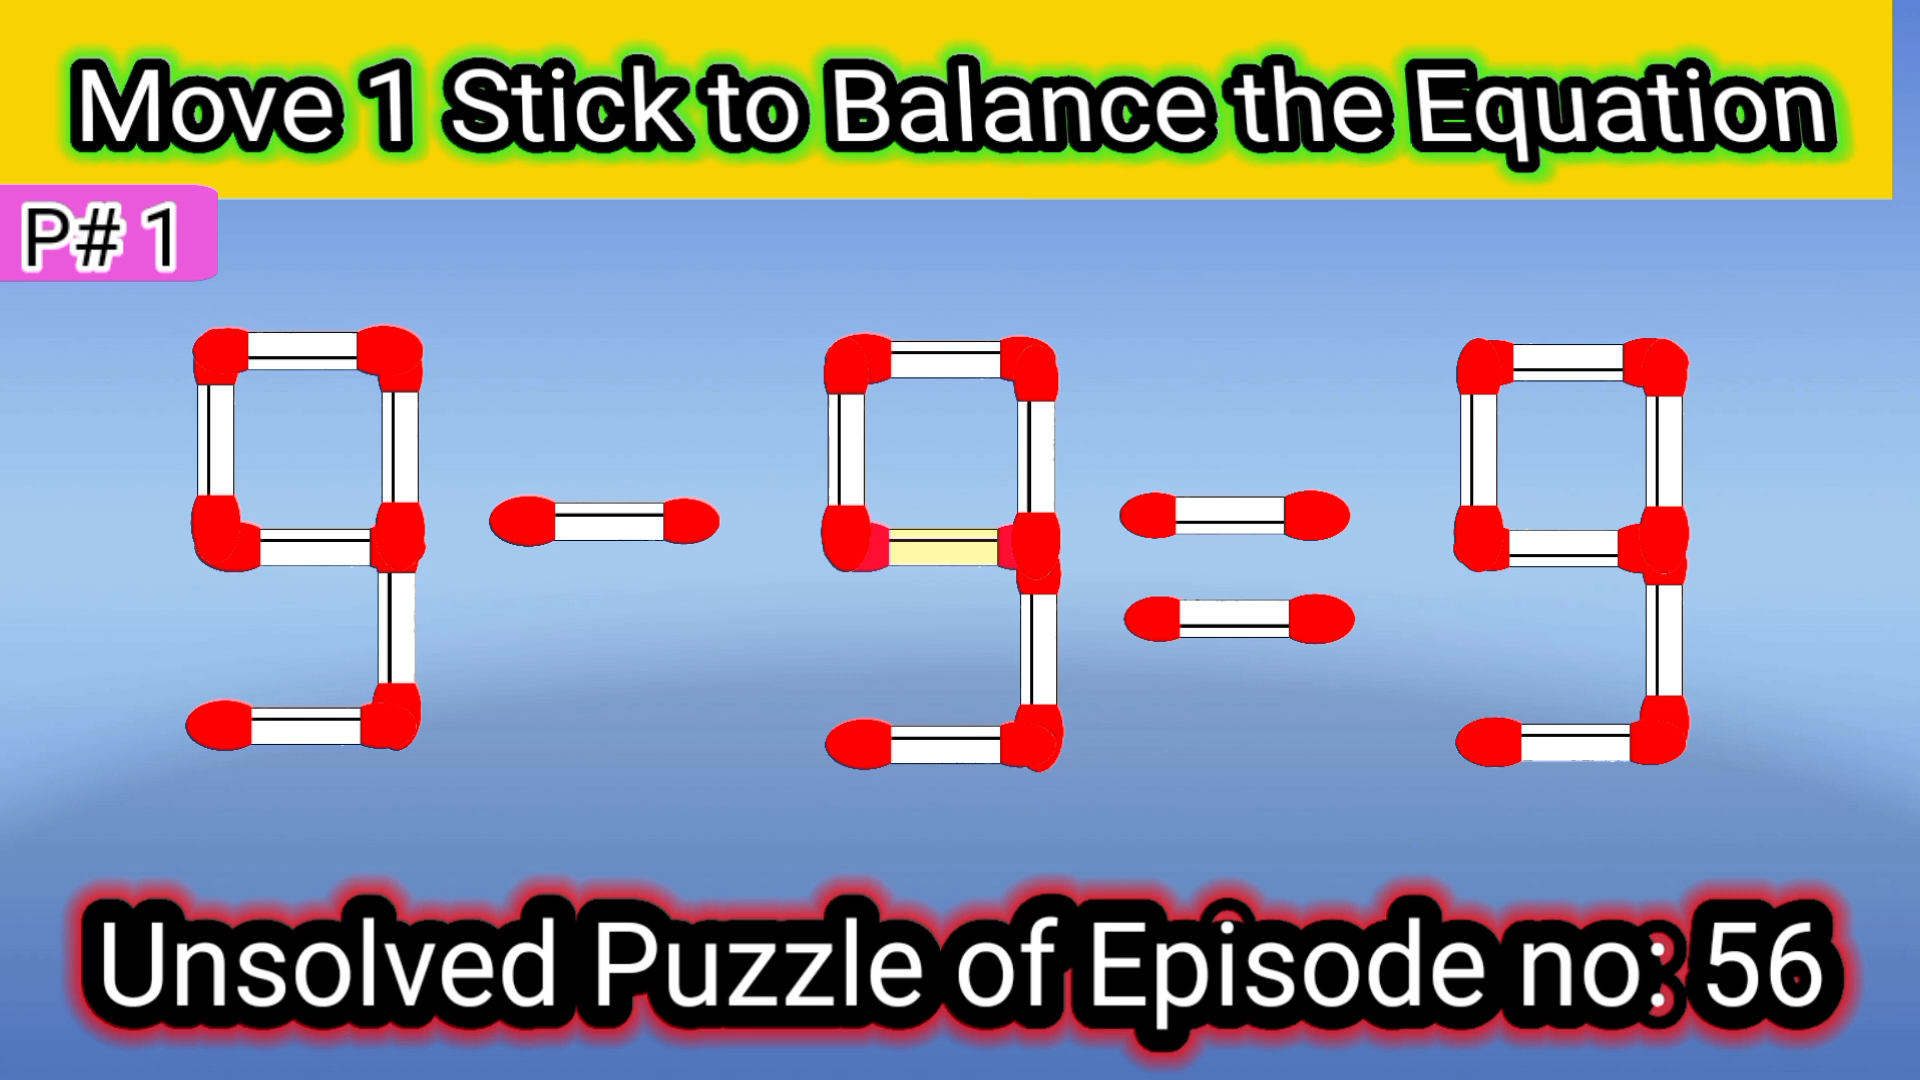 Move 1 Stick to Balance the Equation
P# 1
9 - 9 = 9
Unsolved Puzzle of Episode no: 56